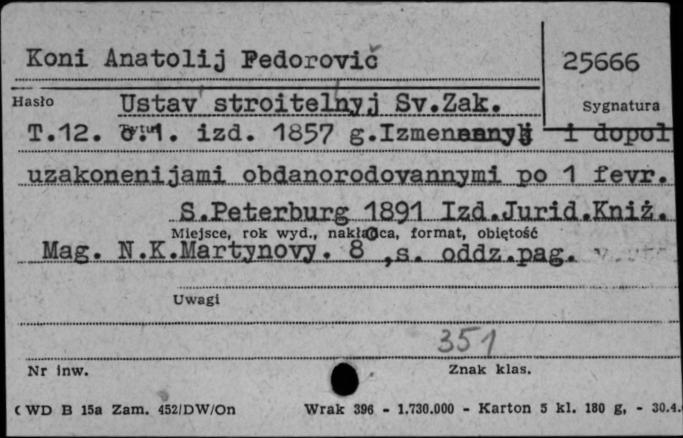 Koni Anatolij Fedorovič
25666
Hasło
Ustav stroitelnyj Sv.Zak.
Sygnatura
T.12. č.1. izd. 1857 g.Izmenennyj i dopol
uzakonenijami obdanorodovannymi po 1 fevr.
S.Peterburg 1891 Izd.Jurid.Kniž.
Miejsce, rok wyd., nakładca, format, objętość
Mag. N.K.Martynovy. 8 ,s. oddz.pag.
Uwagi
351
Nr inw.
Znak klas.
WD B 15a Zam. 452/DW/On
Wrak 396 - 1.730.000 - Karton 5 kl. 180 g, - 30.4.